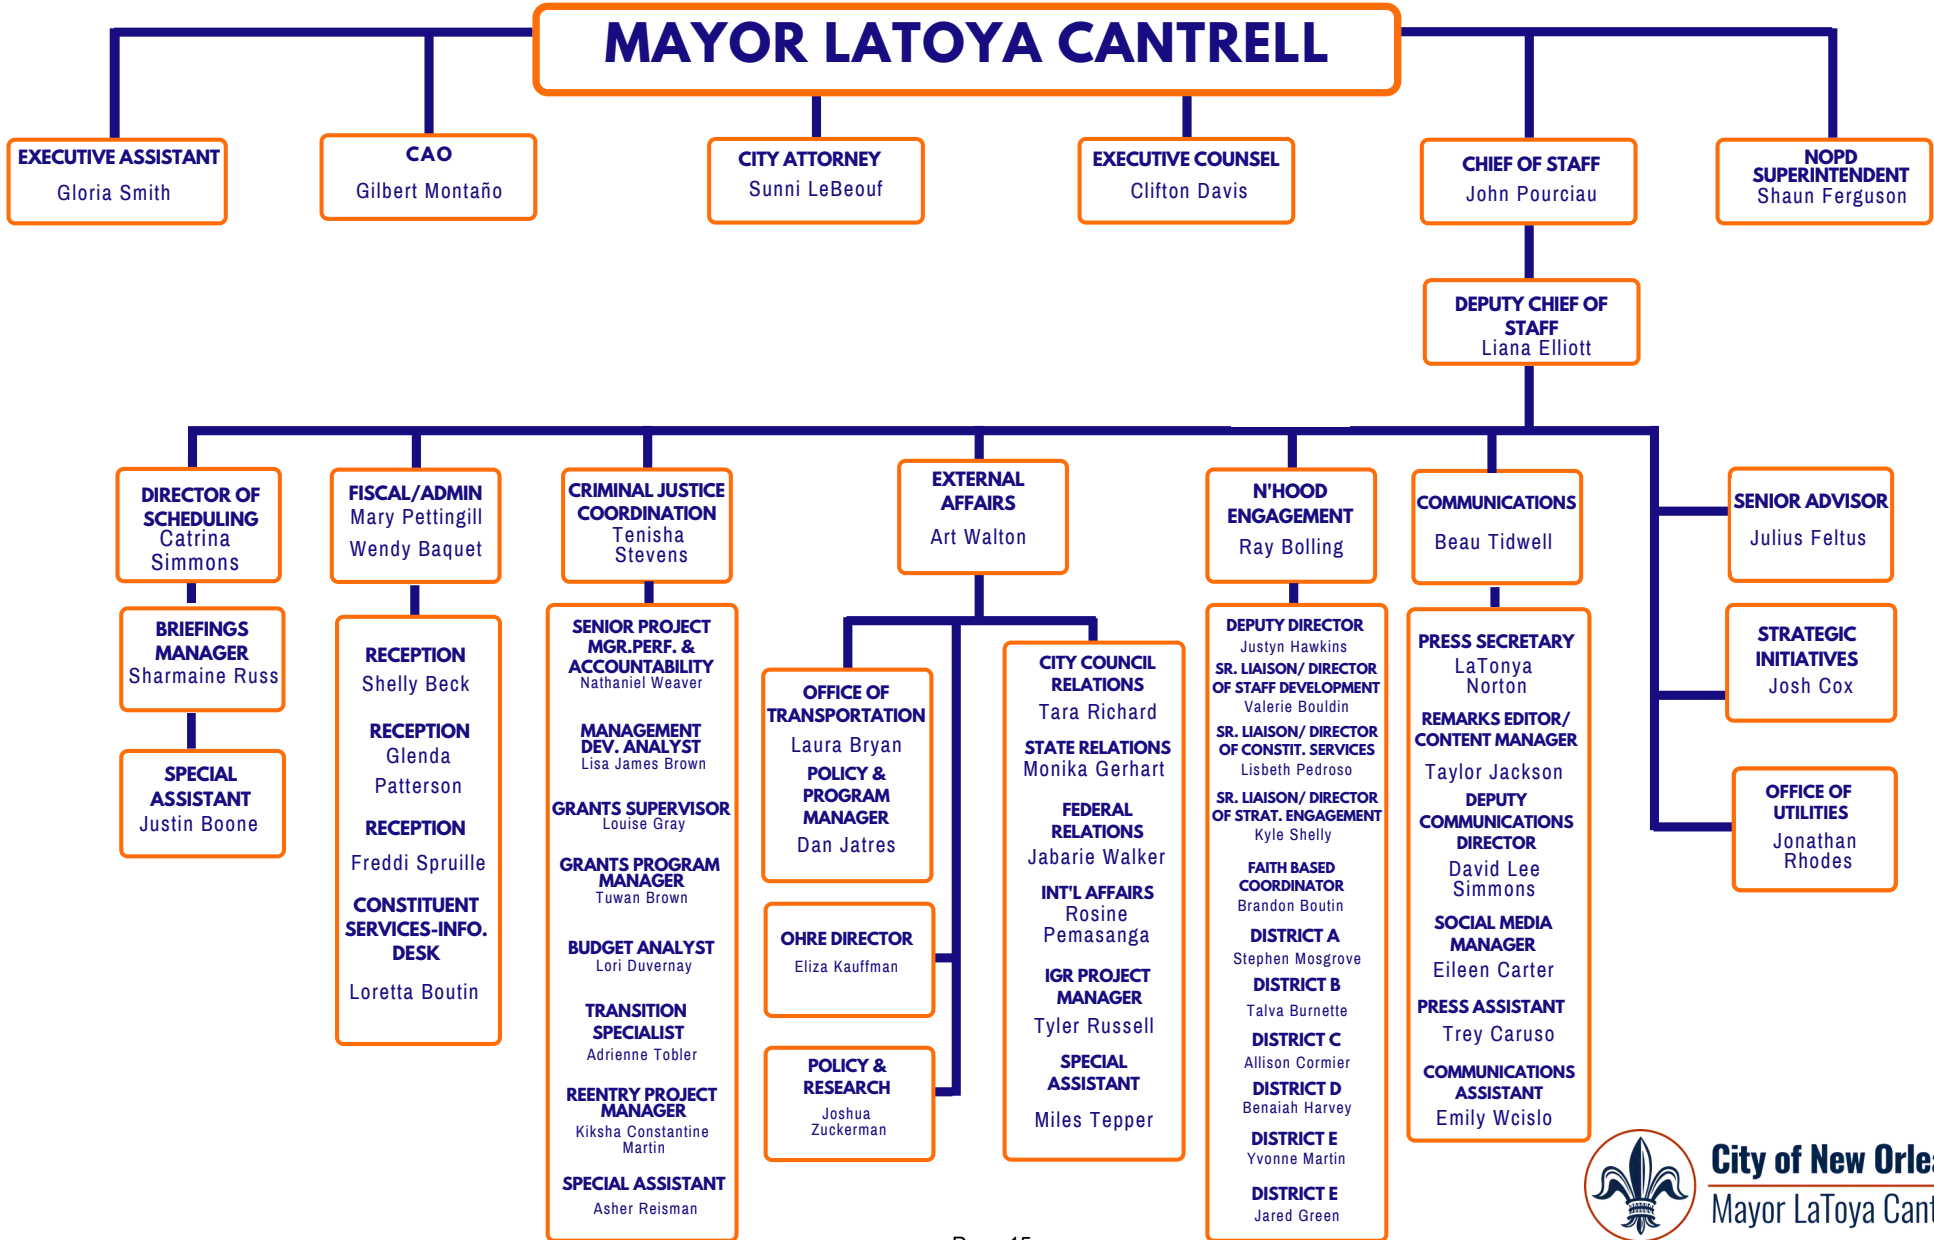 MAYOR LATOYA CANTRELL
EXECUTIVE ASSISTANT
Gloria Smith
CAO
Gilbert Montaño
CITY ATTORNEY
Sunni LeBeouf
EXECUTIVE COUNSEL
Clifton Davis
CHIEF OF STAFF
John Pourciau
NOPD
SUPERINTENDENT
Shaun Ferguson
DEPUTY CHIEF OF
STAFF
Liana Elliott
DIRECTOR OF
SCHEDULING
Catrina
Simmons
BRIEFINGS
MANAGER
Sharmaine Russ
SPECIAL
ASSISTANT
Justin Boone
FISCAL/ADMIN
Mary Pettingill
Wendy Baquet
RECEPTION
Shelly Beck
RECEPTION
Glenda
Patterson
RECEPTION
Freddi Spruille
CONSTITUENT
SERVICES-INFO.
DESK
Loretta Boutin
CRIMINAL JUSTICE
COORDINATION
Tenisha
Stevens
SENIOR PROJECT
MGR.PERF. &
ACCOUNTABILITY
Nathaniel Weaver
MANAGEMENT
DEV. ANALYST
Lisa James Brown
GRANTS SUPERVISOR
Louise Gray
GRANTS PROGRAM
MANAGER
Tuwan Brown
BUDGET ANALYST
Lori Duvernay
TRANSITION
SPECIALIST
Adrienne Tobler
REENTRY PROJECT
MANAGER
Kiksha Constantine
Martin
SPECIAL ASSISTANT
Asher Reisman
EXTERNAL
AFFAIRS
Art Walton
OFFICE OF
TRANSPORTATION
Laura Bryan
POLICY &
PROGRAM
MANAGER
Dan Jatres
OHRE DIRECTOR
Eliza Kauffman
POLICY &
RESEARCH
Joshua
Zuckerman
CITY COUNCIL
RELATIONS
Tara Richard
STATE RELATIONS
Monika Gerhart
FEDERAL
RELATIONS
Jabarie Walker
INT'L AFFAIRS
Rosine
Pemasanga
IGR PROJECT
MANAGER
Tyler Russell
SPECIAL
ASSISTANT
Miles Tepper
N'HOOD
ENGAGEMENT
Ray Bolling
DEPUTY DIRECTOR
Justyn Hawkins
SR. LIAISON/ DIRECTOR
OF STAFF DEVELOPMENT
Valerie Bouldin
SR. LIAISON/ DIRECTOR
OF CONSTIT. SERVICES
Lisbeth Pedroso
SR. LIAISON/ DIRECTOR
OF STRAT. ENGAGEMENT
Kyle Shelly
FAITH BASED
COORDINATOR
Brandon Boutin
DISTRICT A
Stephen Mosgrove
DISTRICT B
Talva Burnette
DISTRICT C
Allison Cormier
DISTRICT D
Benaiah Harvey
DISTRICT E
Yvonne Martin
DISTRICT E
Jared Green
COMMUNICATIONS
Beau Tidwell
PRESS SECRETARY
LaTonya
Norton
REMARKS EDITOR/
CONTENT MANAGER
Taylor Jackson
DEPUTY
COMMUNICATIONS
DIRECTOR
David Lee
Simmons
SOCIAL MEDIA
MANAGER
Eileen Carter
PRESS ASSISTANT
Trey Caruso
COMMUNICATIONS
ASSISTANT
Emily Wcislo
SENIOR ADVISOR
Julius Feltus
STRATEGIC
INITIATIVES
Josh Cox
OFFICE OF
UTILITIES
Jonathan
Rhodes
City of New Orlea
Mayor LaToya Cant